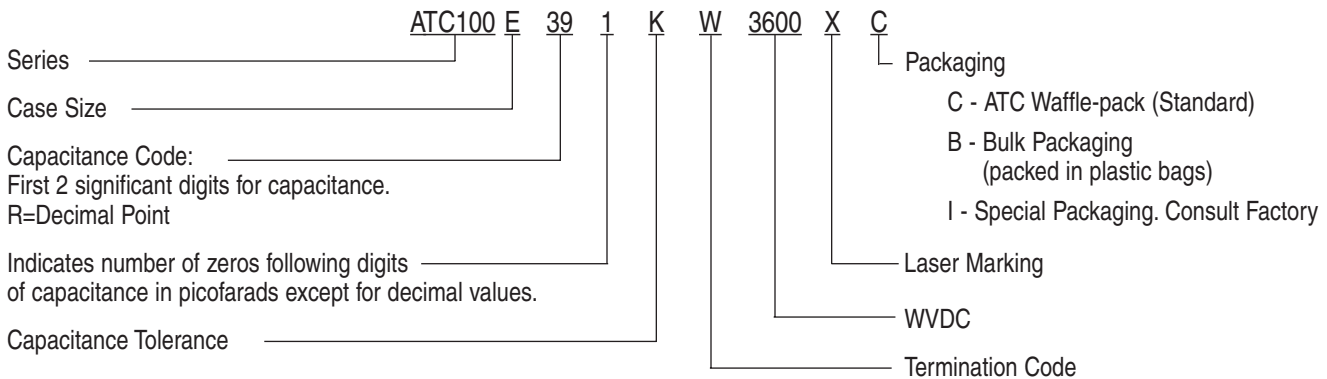 ATC100 E 39 1 K W 3600 X C
Series
Case Size
Capacitance Code:
First 2 significant digits for capacitance.
R=Decimal Point
Indicates number of zeros following digits
of capacitance in picofarads except for decimal values.
Capacitance Tolerance
Packaging
C - ATC Waffle-pack (Standard)
B - Bulk Packaging
(packed in plastic bags)
I - Special Packaging. Consult Factory
Laser Marking
WVDC
Termination Code